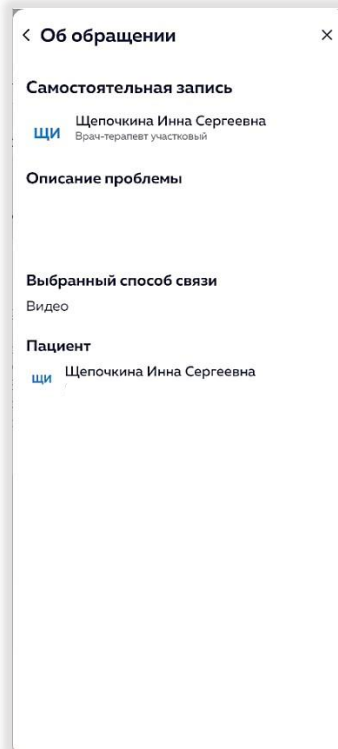 Об обращении
Самостоятельная запись
ЩИ
Щепочкина Инна Сергеевна
Врач-терапевт участковый
Описание проблемы
Выбранный способ связи
Видео
Пациент
ЩИ
Щепочкина Инна Сергеевна